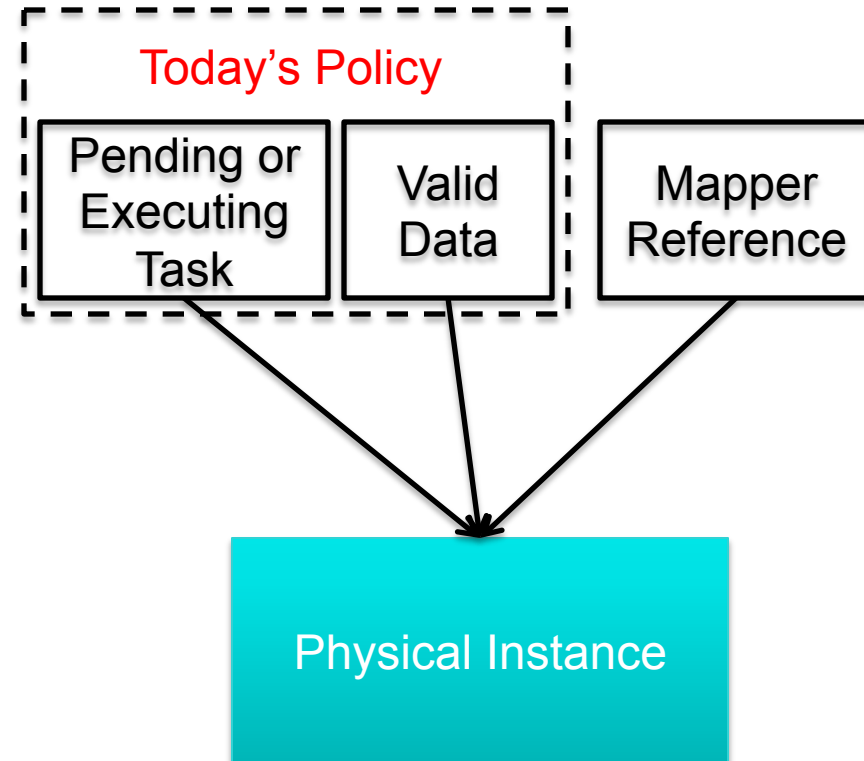 Today’s Policy
Pending or
Executing
Task
Valid
Data
Mapper
Reference
Physical Instance